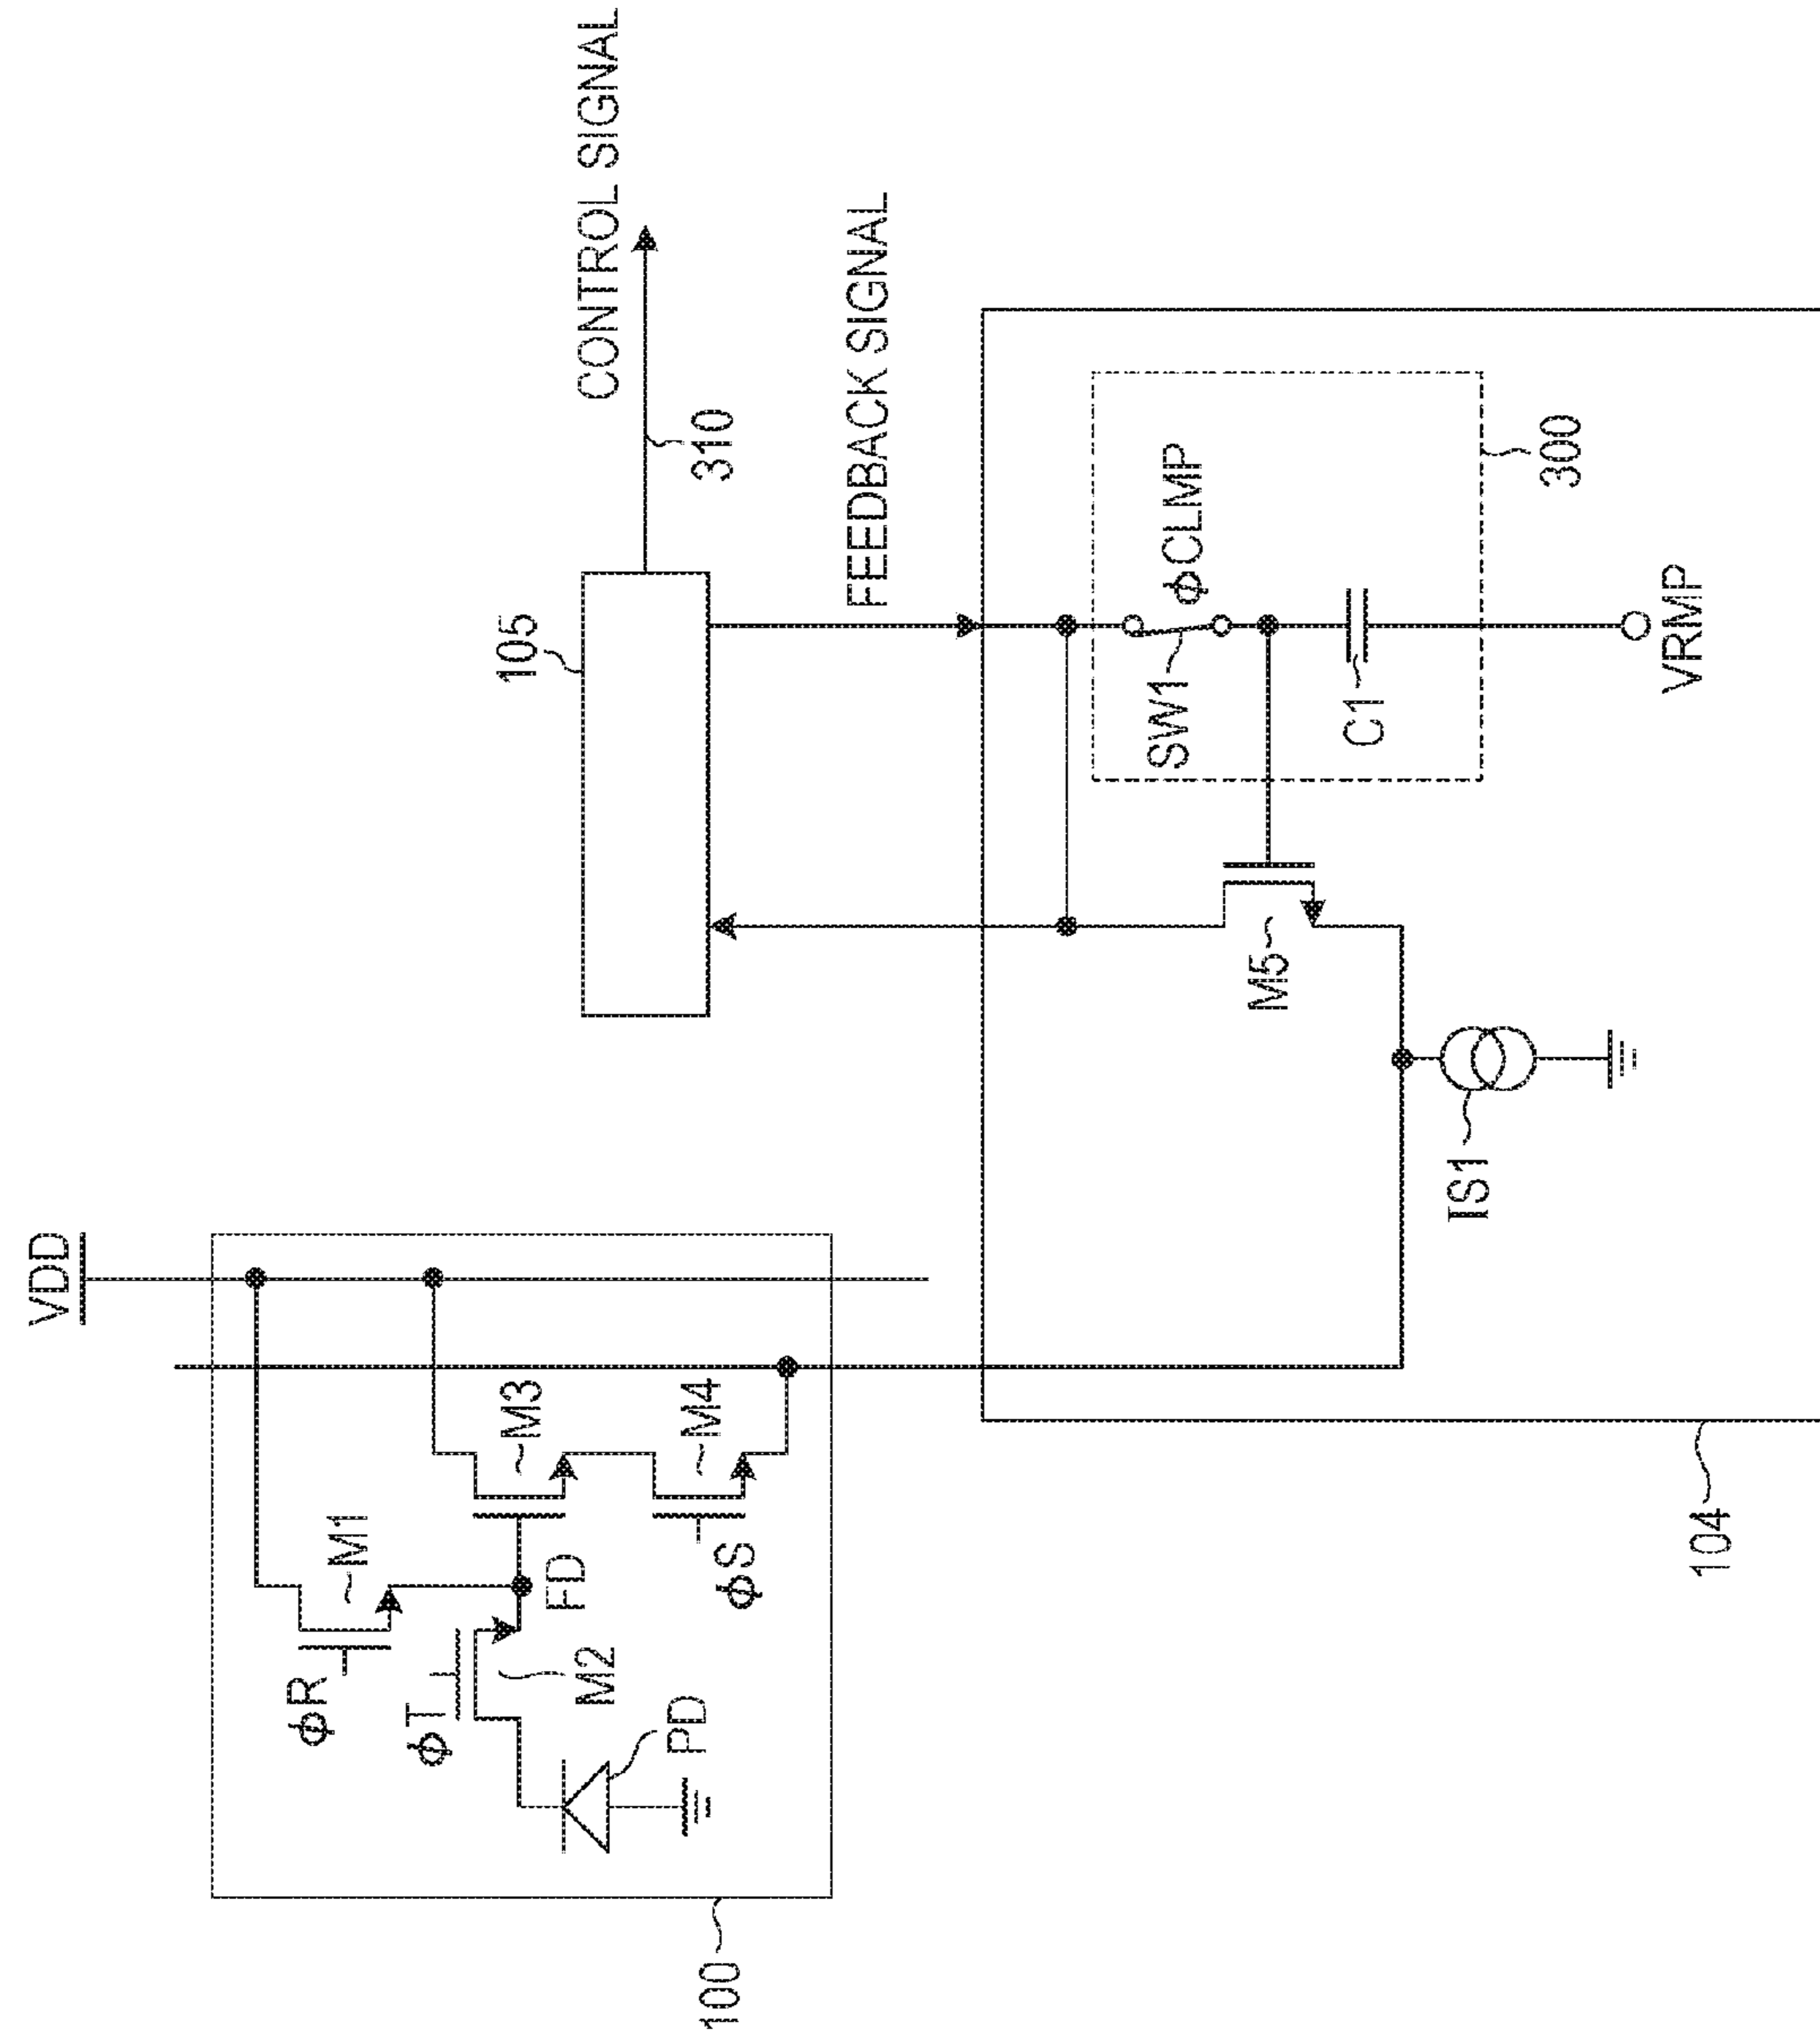 VDD
CONTROL SIGNAL
310
105
FEEDBACK SIGNAL
ϕR
M1
ϕT
M2
FD
M3
M4
ϕS
PD
100
SW1
ϕCLMP
C1
300
M5
IS1
VRMP
104